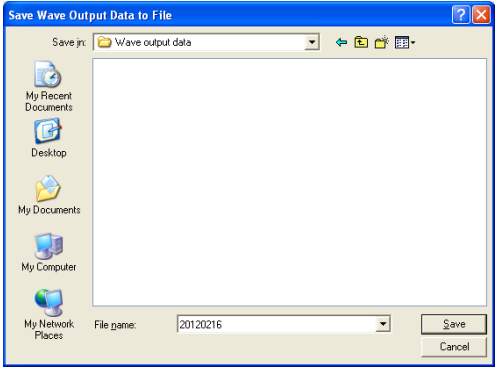 Save Wave Output Data to File
Save in: Wave output data
My Recent
Documents
Desktop
My Documents
My Computer
My Network
Places
File name: 20120216
Save
Cancel